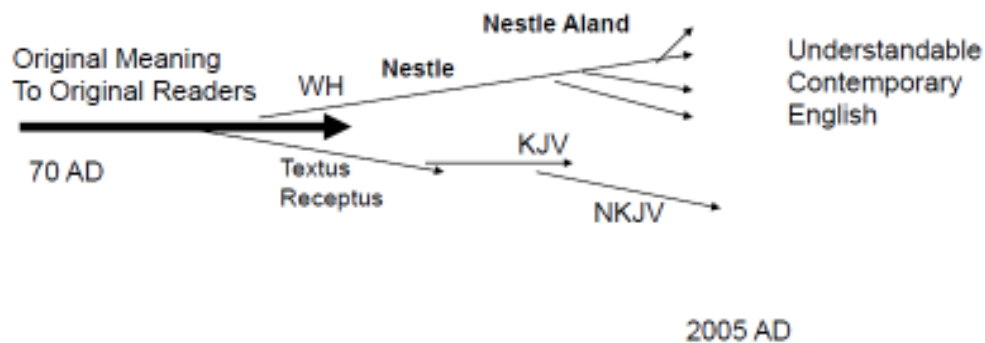 Nestle Aland
Original Meaning
To Original Readers
WH
Nestle
Understandable
Contemporary
English
70 AD
Textus
Receptus
KJV
NKJV
2005 AD